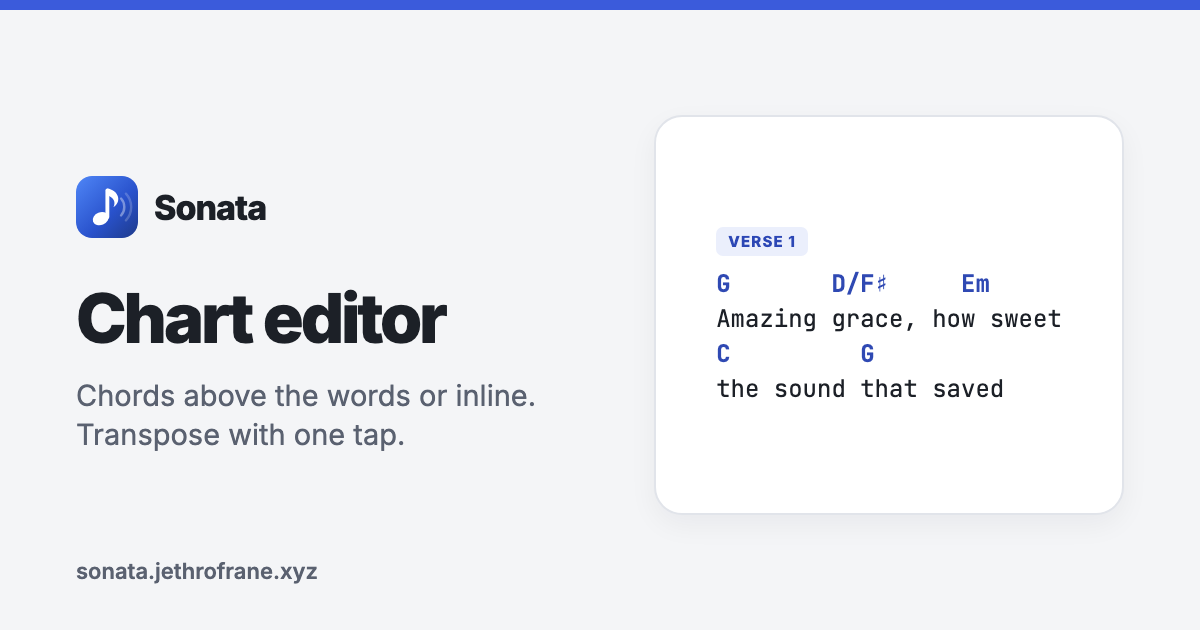 Sonata
Chart editor
Chords above the words or inline.
Transpose with one tap.
sonata.jethrofrane.xyz
VERSE 1
G       D/F♯     Em
Amazing grace, how sweet
C         G
the sound that saved